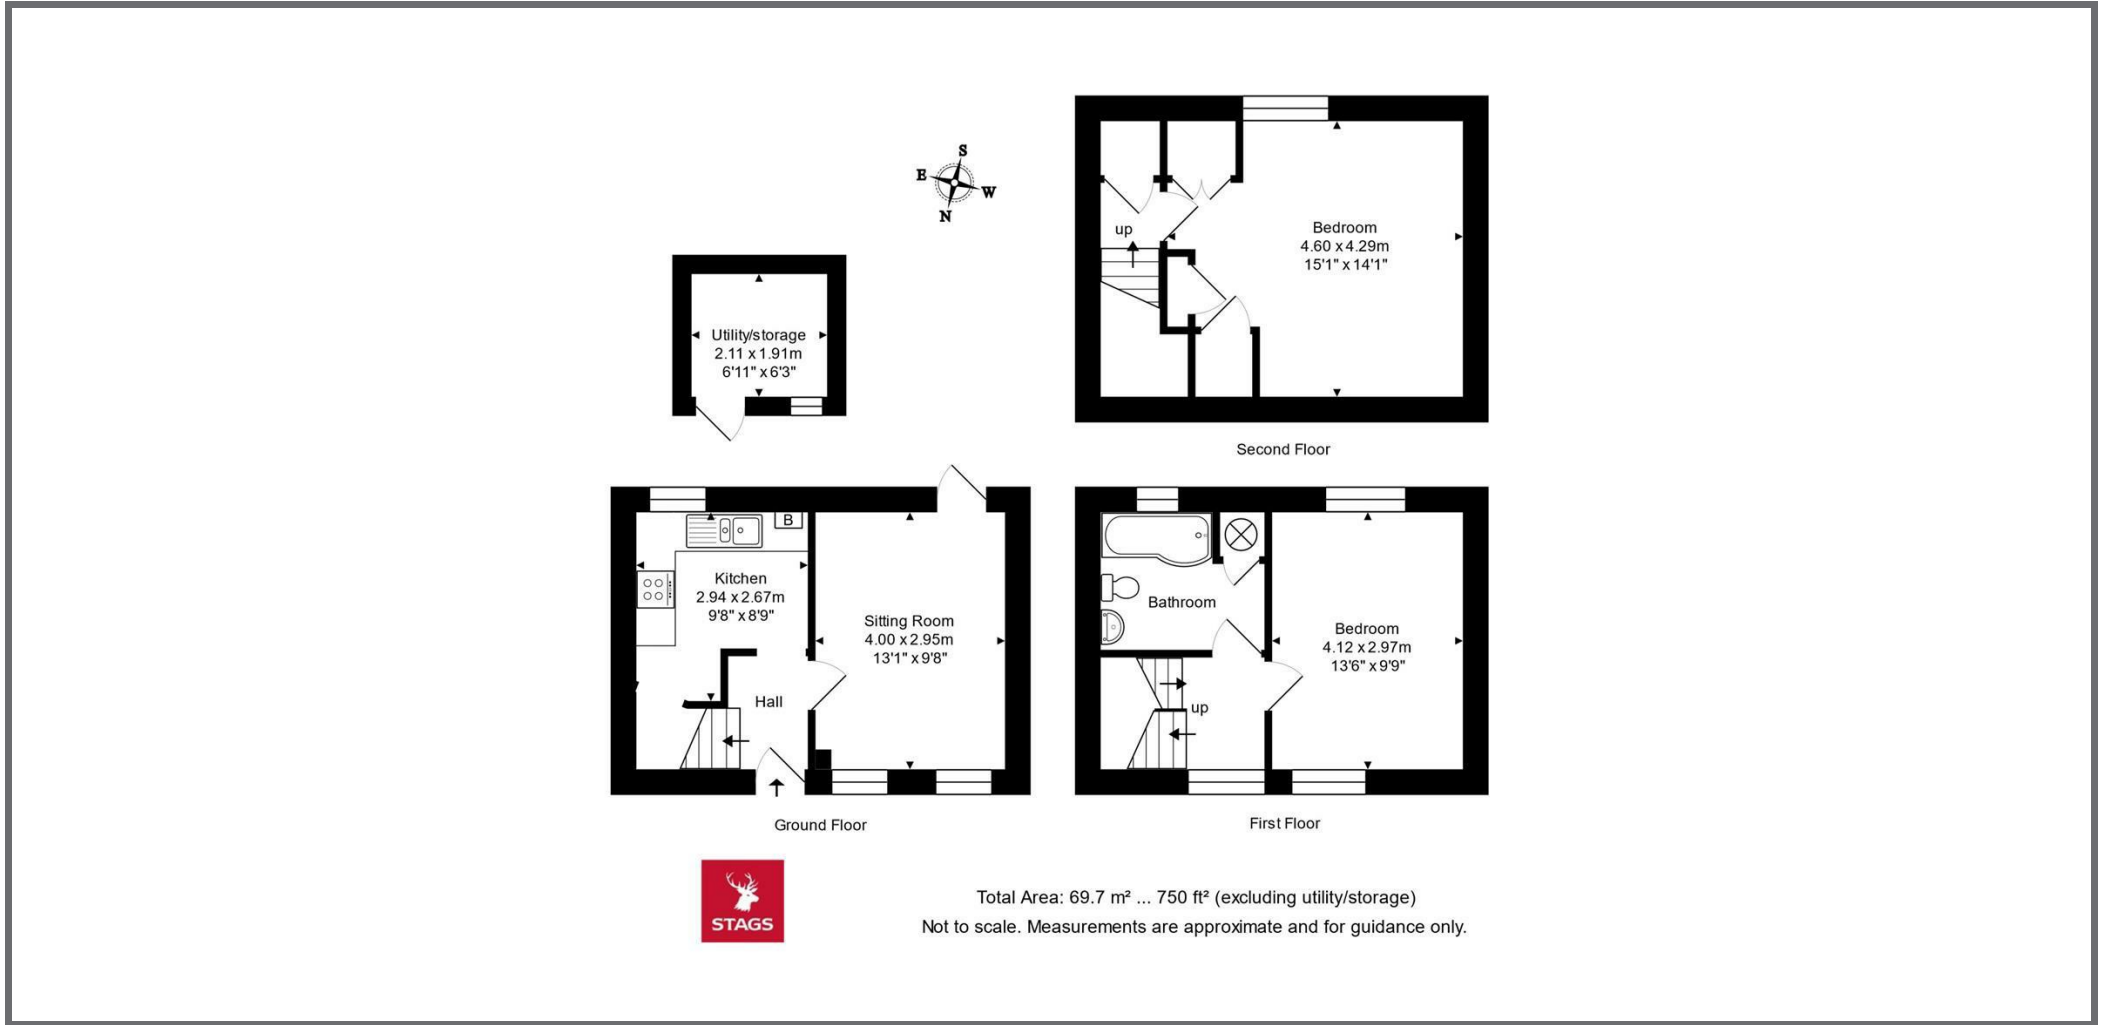 S
E
W
N
Utility/storage
2.11 x 1.91m
6'11" x 6'3"
up
Bedroom
4.60 x 4.29m
15'1" x 14'1"
Second Floor
B
Kitchen
2.94 x 2.67m
9'8" x 8'9"
Sitting Room
4.00 x 2.95m
13'1" x 9'8"
Hall
Ground Floor
Bathroom
up
Bedroom
4.12 x 2.97m
13'6" x 9'9"
First Floor
STAGS
Total Area: 69.7 m² ... 750 ft² (excluding utility/storage)
Not to scale. Measurements are approximate and for guidance only.